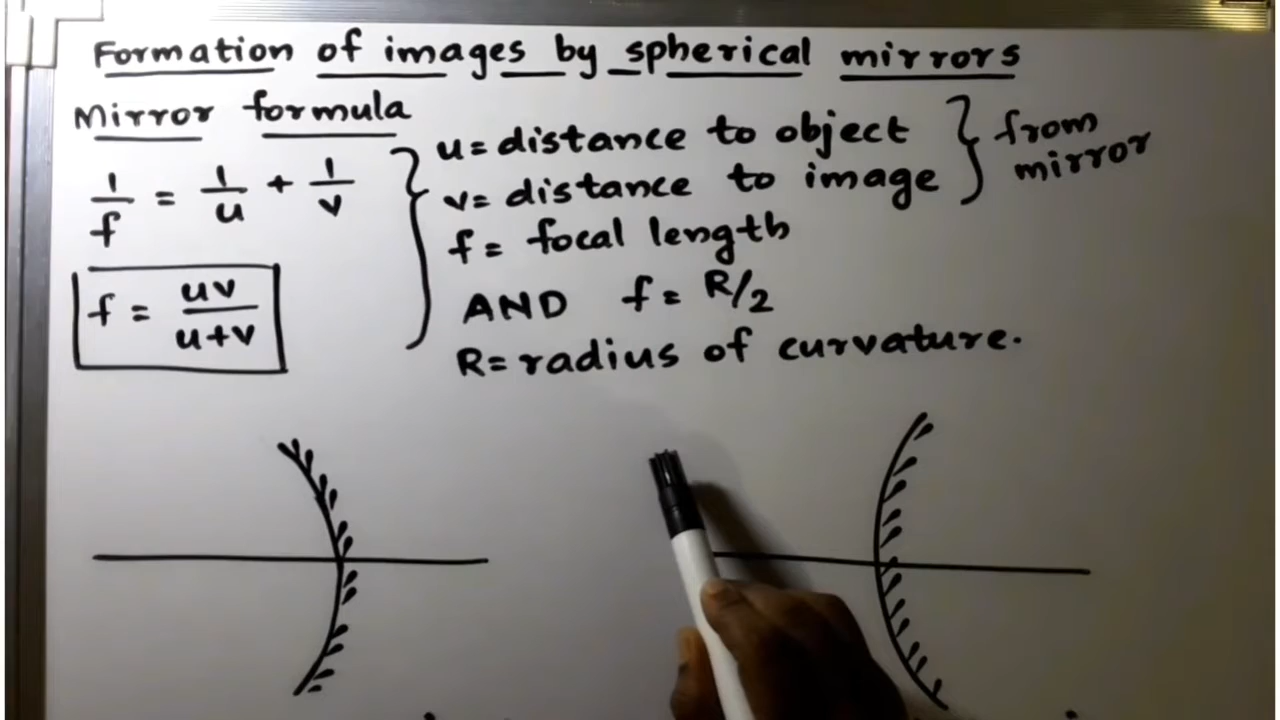 Formation of images by spherical mirrors
Mirror formula
1/f = 1/u + 1/v
f = uv/u+v
u = distance to object
v = distance to image
from mirror
f = focal length
AND f = R/2
R = radius of curvature.